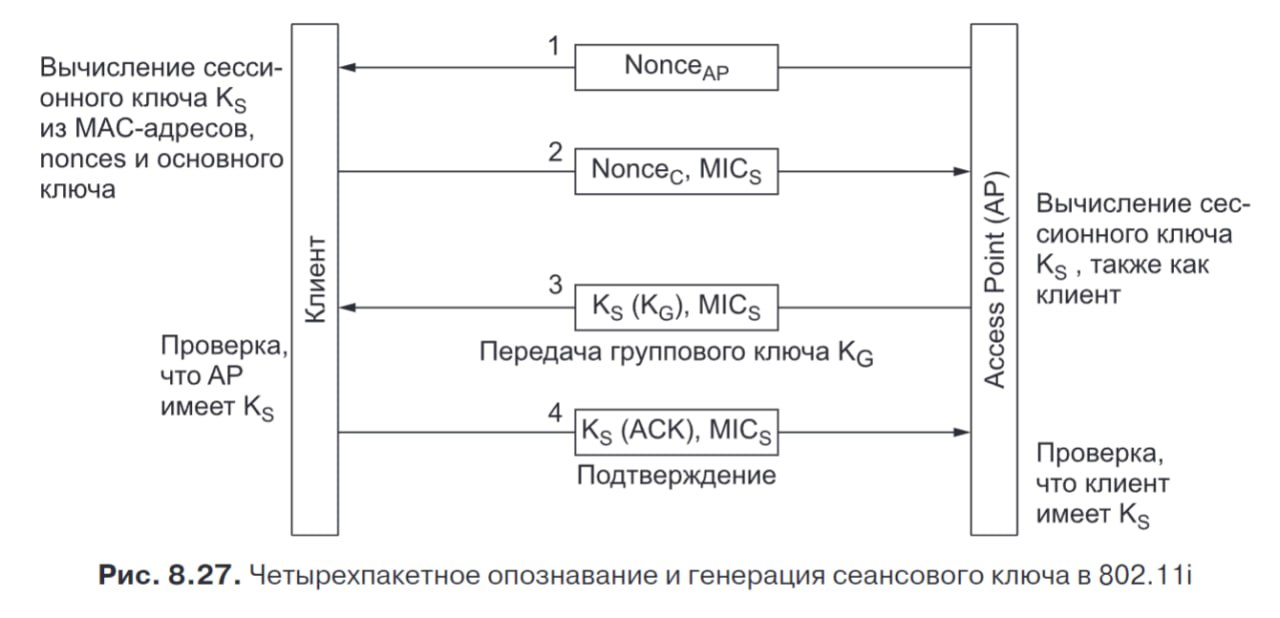 Вычисление сесси-
онного ключа KS
из MAC-адресов,
nonces и основного
ключа
Клиент
1
NonceAP
2
NonceC, MICS
3
KS (KG), MICS
Передача группового ключа KG
Проверка,
что AP
имеет KS
4
KS (ACK), MICS
Подтверждение
Access Point (AP)
Вычисление сес-
сионного ключа
KS , также как
клиент
Проверка,
что клиент
имеет KS
Рис. 8.27. Четырехпакетное опознавание и генерация сеансового ключа в 802.11i